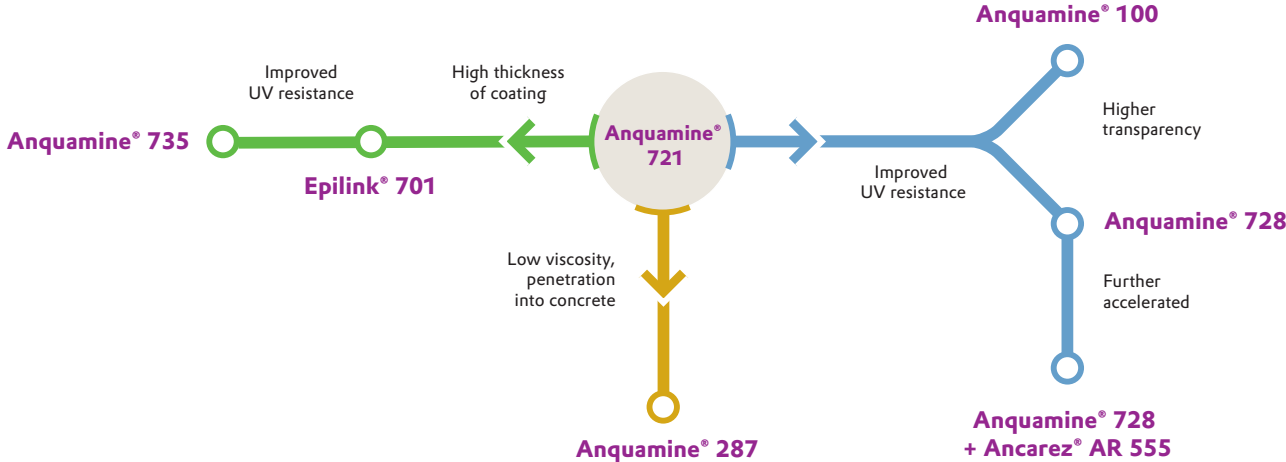 Anquamine® 100
Improved
UV resistance
High thickness
of coating
Higher
transparency
Anquamine® 735
Anquamine®
721
Epilink® 701
Improved
UV resistance
Anquamine® 728
Low viscosity,
penetration
into concrete
Further
accelerated
Anquamine® 287
Anquamine® 728
+ Ancarez® AR 555